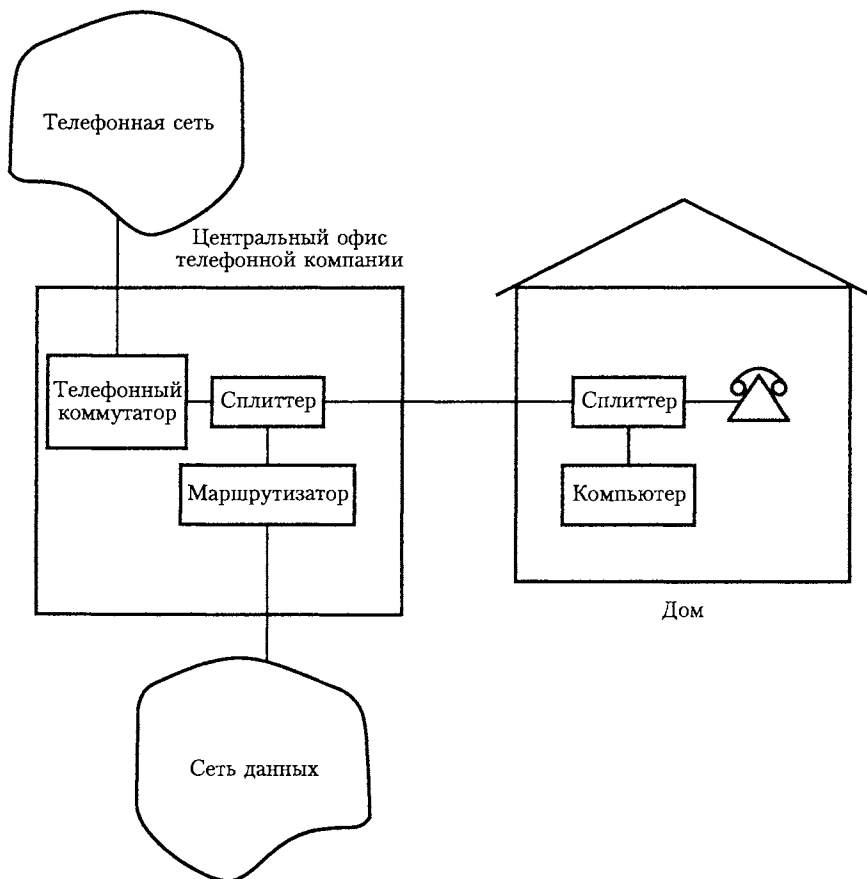 Телефонная сеть
Центральный офис
телефонной компании
Телефонный
коммутатор
Сплиттер
Маршрутизатор
Сплиттер
Компьютер
Дом
Сеть данных